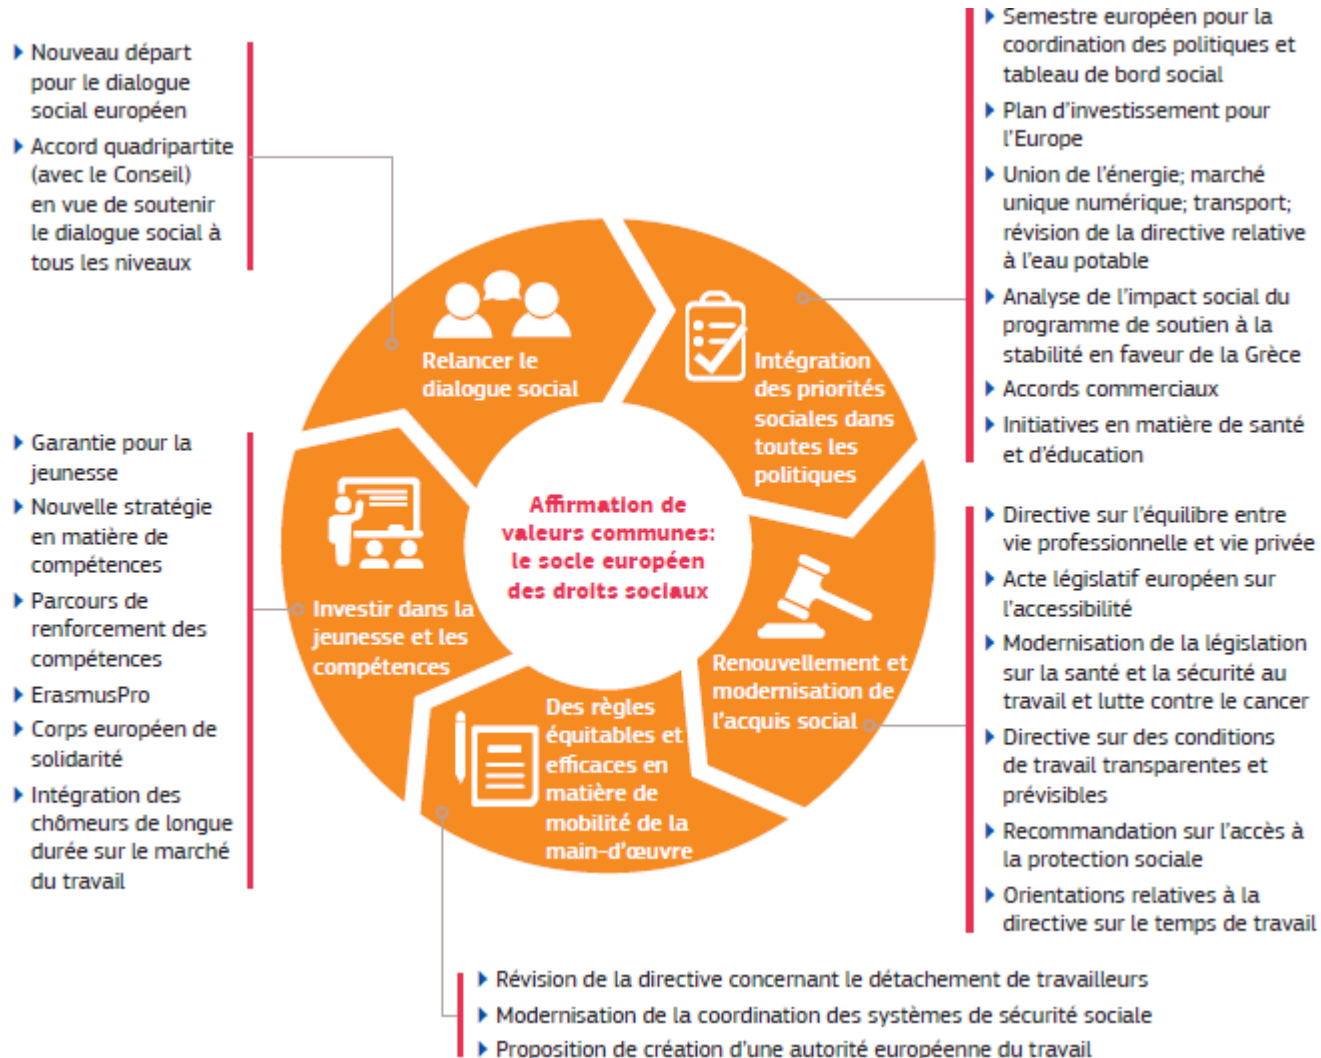 Nouveau départ
pour le dialogue
social européen
Accord quadripartite
(avec le Conseil)
en vue de soutenir
le dialogue social à
tous les niveaux
Semestre européen pour la
coordination des politiques et
tableau de bord social
Plan d'investissement pour
l'Europe
Union de l'énergie; marché
unique numérique; transport;
révision de la directive relative
à l'eau potable
Analyse de l'impact social du
programme de soutien à la
stabilité en faveur de la Grèce
Accords commerciaux
Initiatives en matière de santé
et d'éducation
Relancer le
dialogue social
Intégration
des priorités
sociales dans
toutes les
politiques
Garantie pour la
jeunesse
Nouvelle stratégie
en matière de
compétences
Parcours de
renforcement des
compétences
ErasmusPro
Corps européen de
solidarité
Intégration des
chômeurs de longue
durée sur le marché
du travail
Affirmation de
valeurs communes:
le socle européen
des droits sociaux
Investir dans la
jeunesse et les
compétences
Renouvellement et
modernisation de
l'acquis social
Des règles
équitables et
efficaces en
matière de
mobilité de la
main-d'œuvre
Directive sur l'équilibre entre
vie professionnelle et vie privée
Acte législatif européen sur
l'accessibilité
Modernisation de la législation
sur la santé et la sécurité au
travail et lutte contre le cancer
Directive sur des conditions
de travail transparentes et
prévisibles
Recommandation sur l'accès à
la protection sociale
Orientations relatives à la
directive sur le temps de travail
Révision de la directive concernant le détachement de travailleurs
Modernisation de la coordination des systèmes de sécurité sociale
Proposition de création d'une autorité européenne du travail